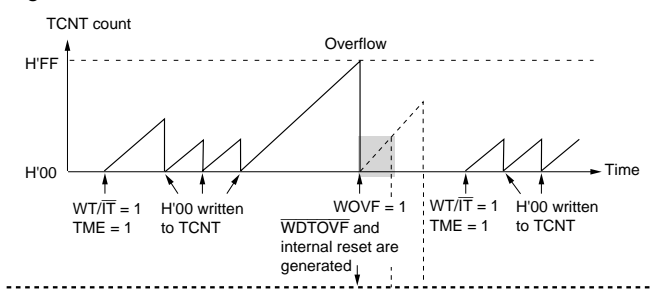 TCNT count
Overflow
H'FF
H'00
Time
WT/IT = 1
TME = 1
H'00 written
to TCNT
WOVF = 1
WDTOVF and
internal reset are
generated
WT/IT = 1
TME = 1
H'00 written
to TCNT